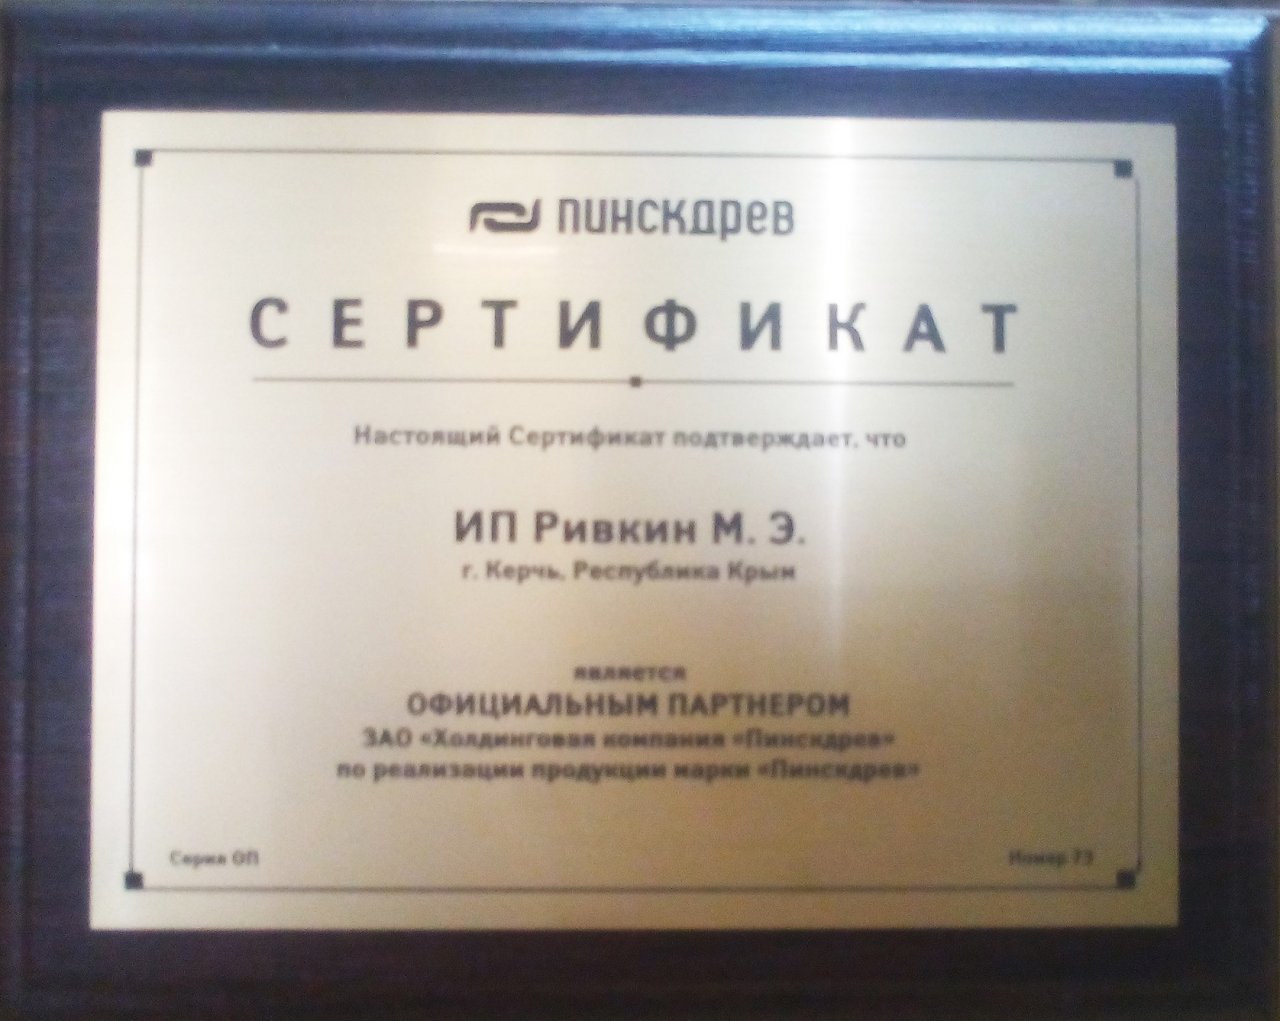 ПИНСКДРЕВ
СЕРТИФИКАТ
Настоящий Сертификат подтверждает, что
ИП Ривкин М. Э.
г. Керчь, Республика Крым
является
ОФИЦИАЛЬНЫМ ПАРТНЕРОМ
ЗАО «Холдинговая компания «Пинскдрев»
по реализации продукции марки «Пинскдрев»
Серия ОП
Номер 73